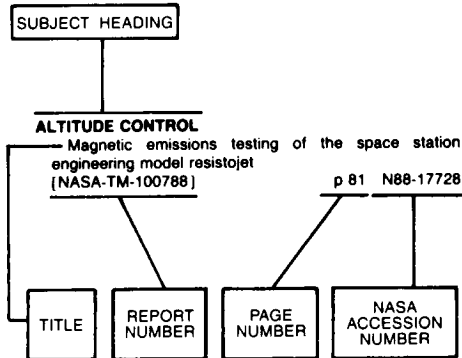 SUBJECT HEADING
ALTITUDE CONTROL
Magnetic emissions testing of the space station
engineering model resistojet
[NASA-TM-100788] p 81 N88-17728
TITLE
REPORT
NUMBER
PAGE
NUMBER
NASA
ACCESSION
NUMBER